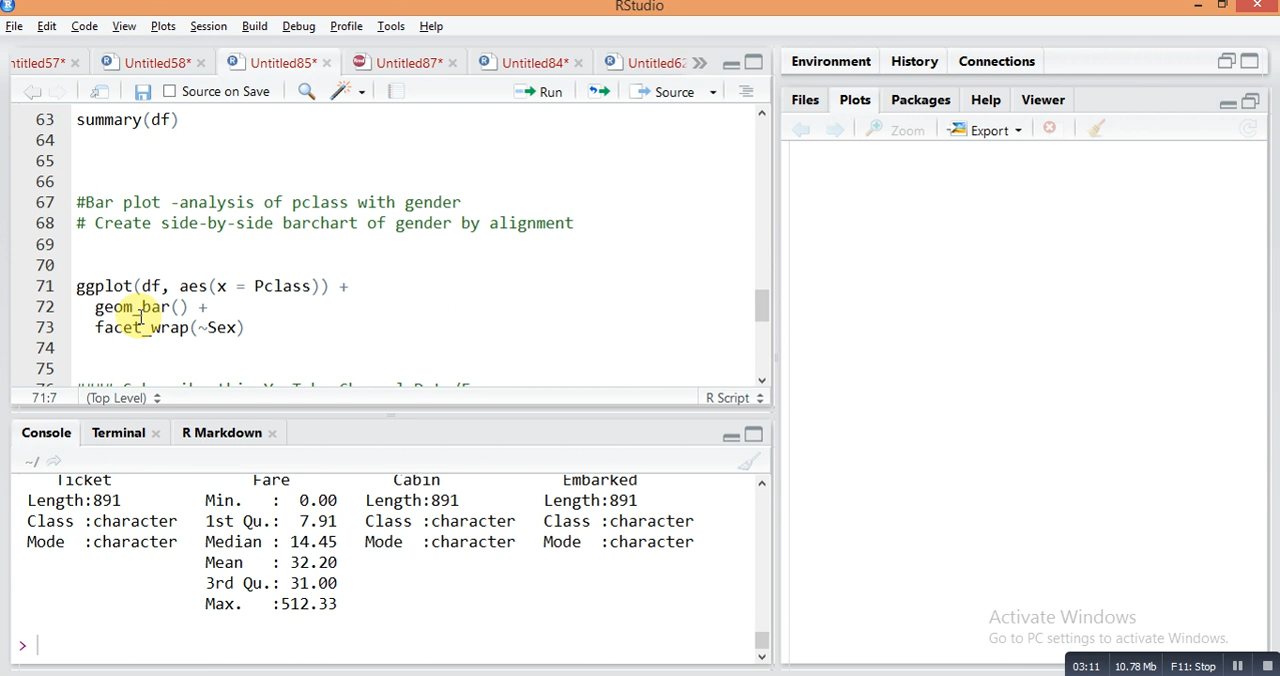 RStudio
File Edit Code View Plots Session Build Debug Profile Tools Help
ntitled57* × Untitled58* × Untitled85* × Untitled87* × Untitled84* × Untitled62
Source on Save Run Source
63 summary(df)
64
65
66
67 #Bar plot -analysis of pclass with gender
68 # Create side-by-side barchart of gender by alignment
69
70
71 ggplot(df, aes(x = Pclass)) +
72 geom_bar() +
73 facet_wrap(~Sex)
74
75
71:7 (Top Level) R Script
Console Terminal × R Markdown ×
~/
Ticket Fare Cabin Embarked
Length:891 Min. : 0.00 Length:891 Length:891
Class :character 1st Qu.: 7.91 Class :character Class :character
Mode :character Median : 14.45 Mode :character Mode :character
Mean : 32.20
3rd Qu.: 31.00
Max. :512.33
>
Environment History Connections
Files Plots Packages Help Viewer
Zoom Export
Activate Windows
Go to PC settings to activate Windows.
03:11 10.78 Mb F11: Stop